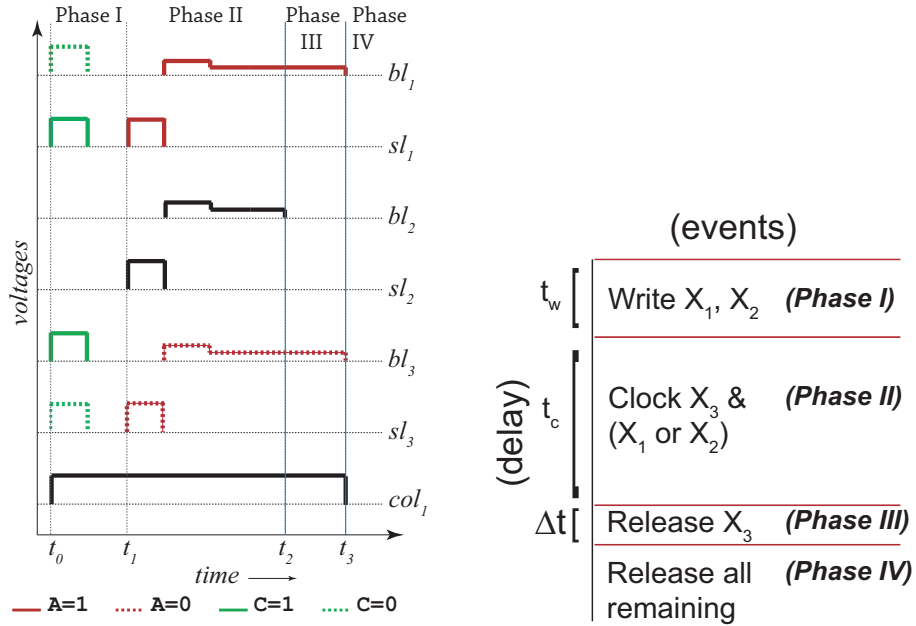 Phase I
Phase II
Phase III
Phase IV
voltages
bl1
sl1
bl2
sl2
bl3
sl3
col1
t0
t1
t2
t3
time
A=1
A=0
C=1
C=0
(events)
(delay)
tw
Write X1, X2 (Phase I)
tc
Clock X3 & (Phase II)
(X1 or X2)
Δt
Release X3 (Phase III)
Release all (Phase IV)
remaining